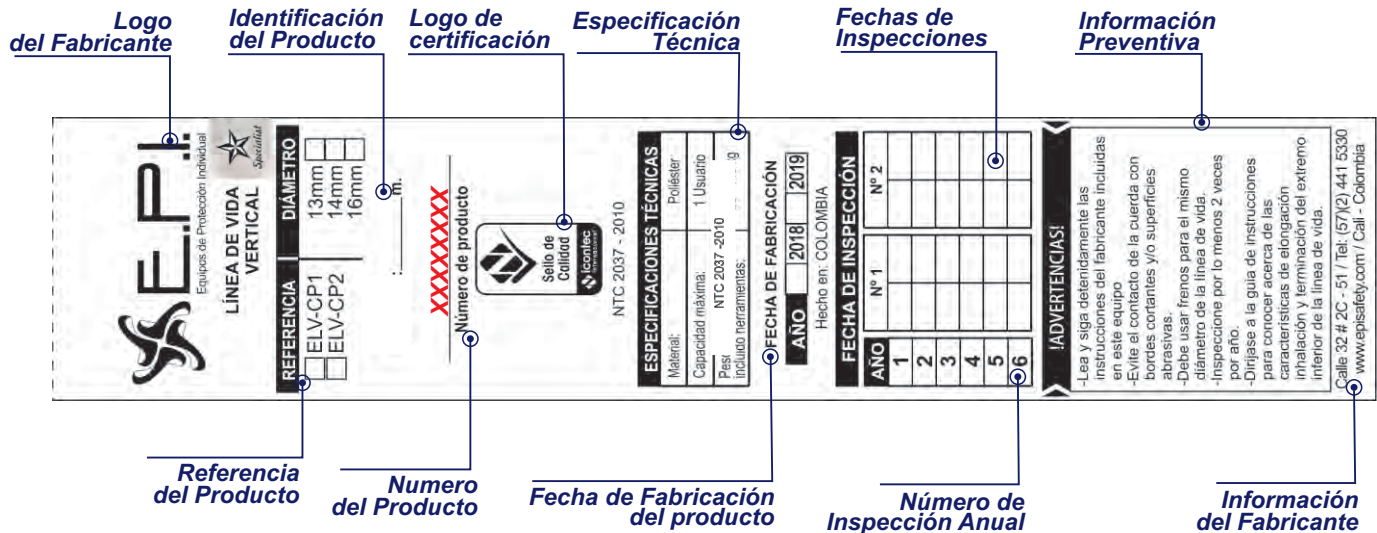 Logo
del Fabricante
Identificación
del Producto
Logo de
certificación
Especificación
Técnica
Fechas de
Inspecciones
Información
Preventiva
E.P.I.
Equipos de Protección Individual
Specialist
LÍNEA DE VIDA
VERTICAL
REFERENCIA DIÁMETRO
ELV-CP1 13mm
ELV-CP2 14mm
16mm
:______ m.
XXXXXXXX
Número de producto
Sello de
Calidad
icontec
internacional
NTC 2037 - 2010
ESPECIFICACIONES TÉCNICAS
Material: Poliéster
Capacidad máxima: 1 Usuario
NTC 2037 -2010
incluido herramientas:
FECHA DE FABRICACIÓN
AÑO 2018 2019
Hecho en: COLOMBIA
FECHA DE INSPECCIÓN
AÑO Nº 1 Nº 2
1
2
3
4
5
6
!ADVERTENCIAS!
-Lea y siga detenidamente las
instrucciones del fabricante incluidas
en este equipo
-Evite el contacto de la cuerda con
bordes cortantes y/o superficies
abrasivas.
-Debe usar frenos para el mismo
diámetro de la línea de vida.
-Inspeccione por lo menos 2 veces
por año.
-Diríjase a la guía de instrucciones
para conocer acerca de las
características de elongación
inhalación y terminación del extremo
inferior de la línea de vida.
Calle 32 # 2C - 51 / Tel: (57)(2) 441 5330
www.episafety.com / Cali - Colombia
Referencia
del Producto
Numero
del Producto
Fecha de Fabricación
del producto
Número de
Inspección Anual
Información
del Fabricante